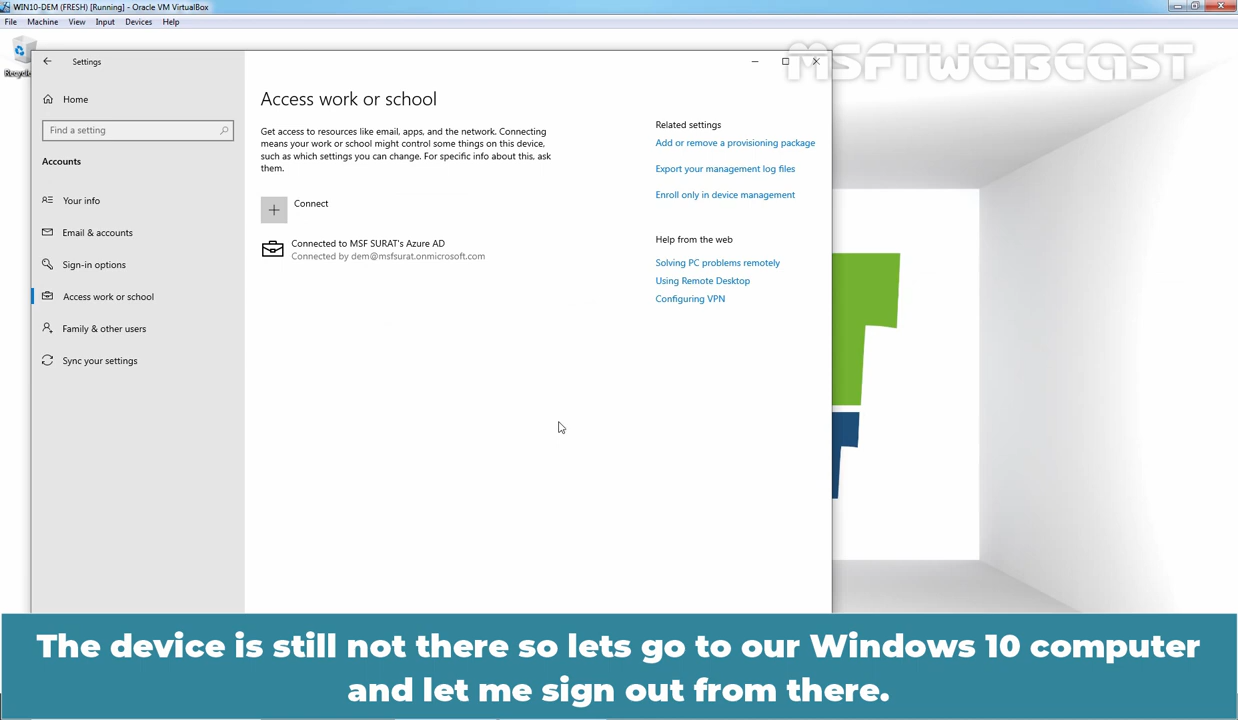 WIN10-DEM (FRESH) [Running] - Oracle VM VirtualBox
File Machine View Input Devices Help
MSFTWEBCAST
Settings
Home
Find a setting
Accounts
Your info
Email & accounts
Sign-in options
Access work or school
Family & other users
Sync your settings
Access work or school
Get access to resources like email, apps, and the network. Connecting
means your work or school might control some things on this device,
such as which settings you can change. For specific info about this, ask
them.
Connect
Connected to MSF SURAT's Azure AD
Connected by dem@msfsurat.onmicrosoft.com
Related settings
Add or remove a provisioning package
Export your management log files
Enroll only in device management
Help from the web
Solving PC problems remotely
Using Remote Desktop
Configuring VPN
The device is still not there so lets go to our Windows 10 computer
and let me sign out from there.